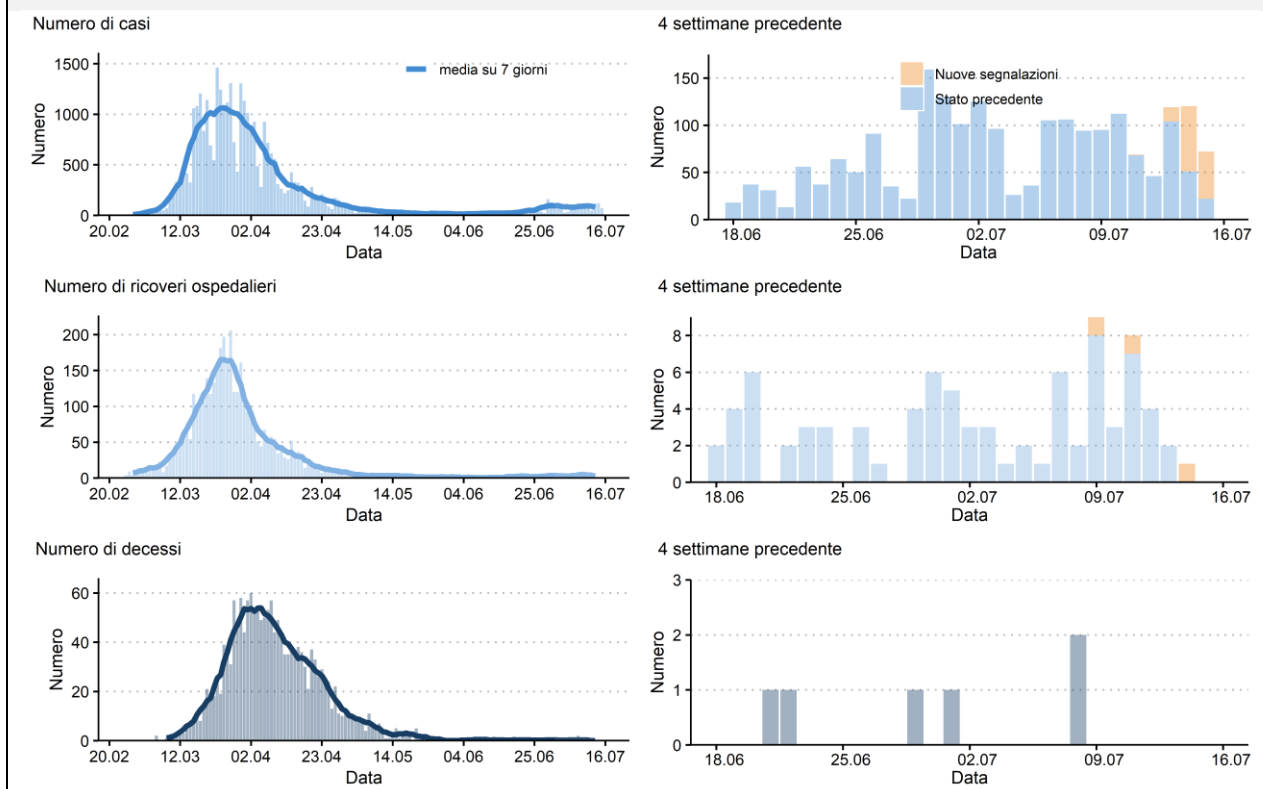 Numero di casi
4 settimane precedente
Numero
1500
1000
500
0
media su 7 giorni
20.02 12.03 02.04 23.04 14.05 04.06 25.06 16.07
Data
Numero
150
100
50
0
Nuove segnalazioni
Stato precedente
18.06 25.06 02.07 09.07 16.07
Data
Numero di ricoveri ospedalieri
4 settimane precedente
Numero
200
150
100
50
0
20.02 12.03 02.04 23.04 14.05 04.06 25.06 16.07
Data
Numero
8
6
4
2
0
18.06 25.06 02.07 09.07 16.07
Data
Numero di decessi
4 settimane precedente
Numero
60
40
20
0
20.02 12.03 02.04 23.04 14.05 04.06 25.06 16.07
Data
Numero
3
2
1
0
18.06 25.06 02.07 09.07 16.07
Data